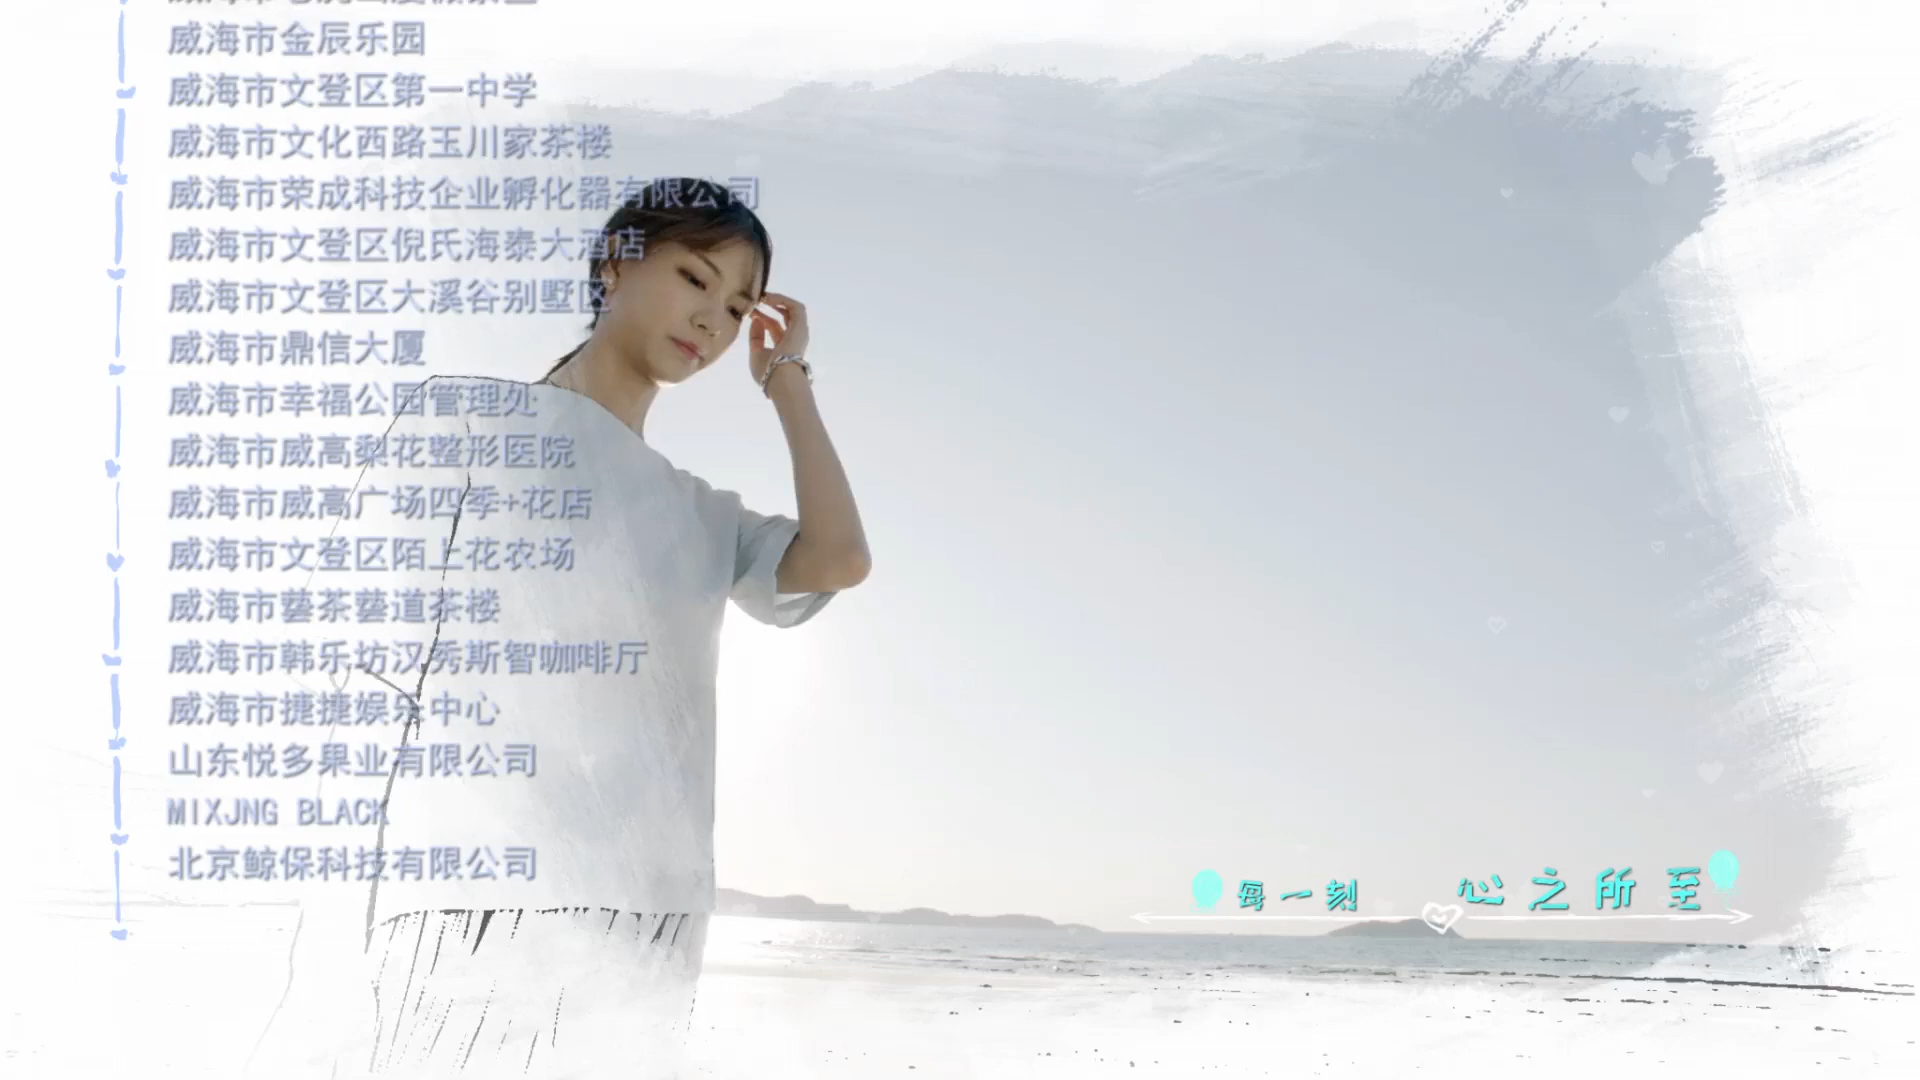 威海市金辰乐园
威海市文登区第一中学
威海市文化西路玉川家茶楼
威海市荣成科技企业孵化器有限公司
威海市文登区倪氏海泰大酒店
威海市文登区大溪谷别墅区
威海市鼎信大厦
威海市幸福公园管理处
威海市威高梨花整形医院
威海市威高广场四季+花店
威海市文登区陌上花农场
威海市藝茶藝道茶楼
威海市韩乐坊汉秀斯智咖啡厅
威海市捷捷娱乐中心
山东悦多果业有限公司
MIXJNG BLACK
北京鲸保科技有限公司
每一刻 心之所至